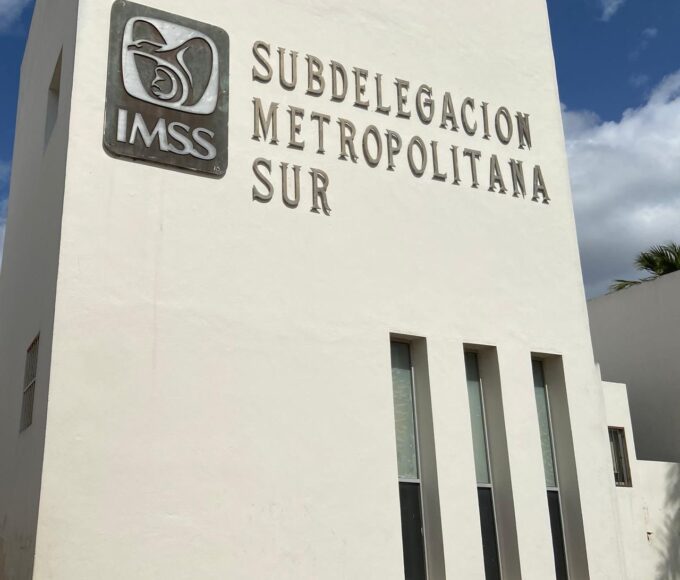 IMSS
SUBDELEGACION
METROPOLITANA
SUR